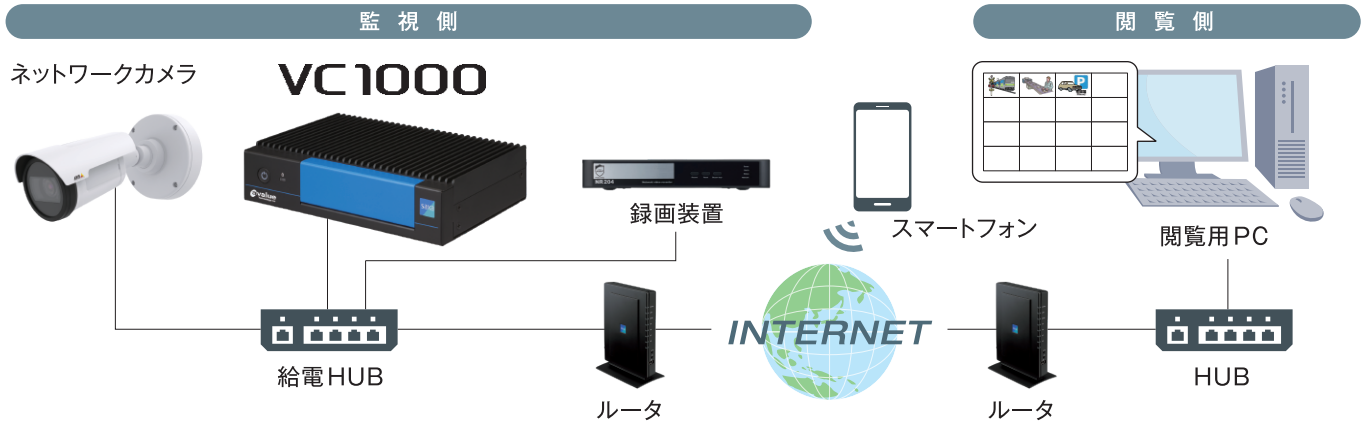 監視側
閲覧側
ネットワークカメラ
VC1000
evalue
NR204
録画装置
スマートフォン
P
閲覧用PC
INTERNET
給電HUB
ルータ
ルータ
HUB